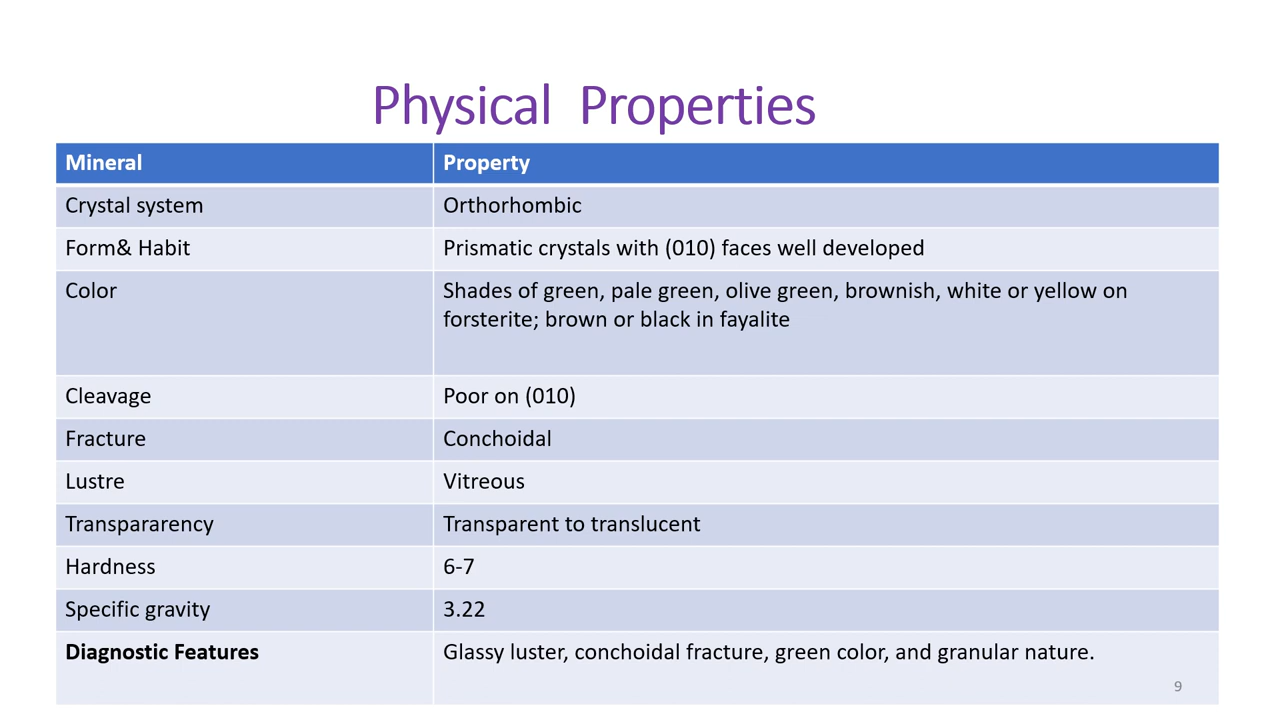 Physical Properties
Mineral Property
Crystal system Orthorhombic
Form& Habit Prismatic crystals with (010) faces well developed
Color Shades of green, pale green, olive green, brownish, white or yellow on
forsterite; brown or black in fayalite
Cleavage Poor on (010)
Fracture Conchoidal
Lustre Vitreous
Transpararency Transparent to translucent
Hardness 6-7
Specific gravity 3.22
Diagnostic Features Glassy luster, conchoidal fracture, green color, and granular nature.
9